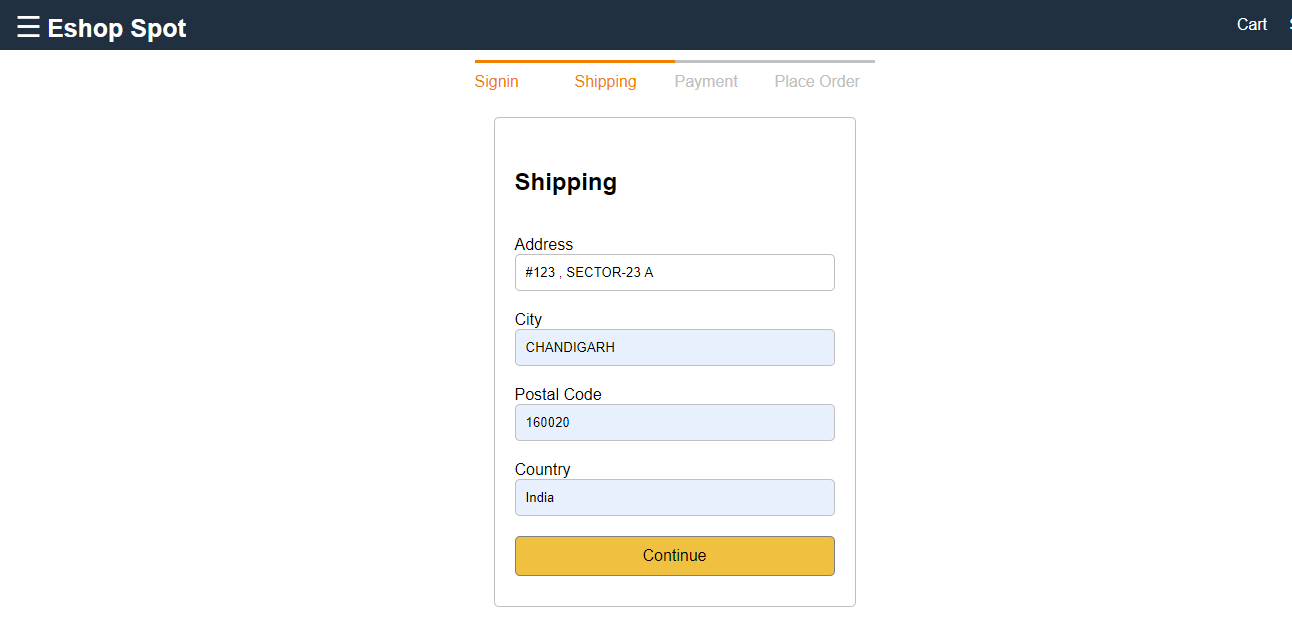 ☰ Eshop Spot Cart
Signin Shipping Payment Place Order
Shipping
Address
#123 , SECTOR-23 A
City
CHANDIGARH
Postal Code
160020
Country
India
Continue